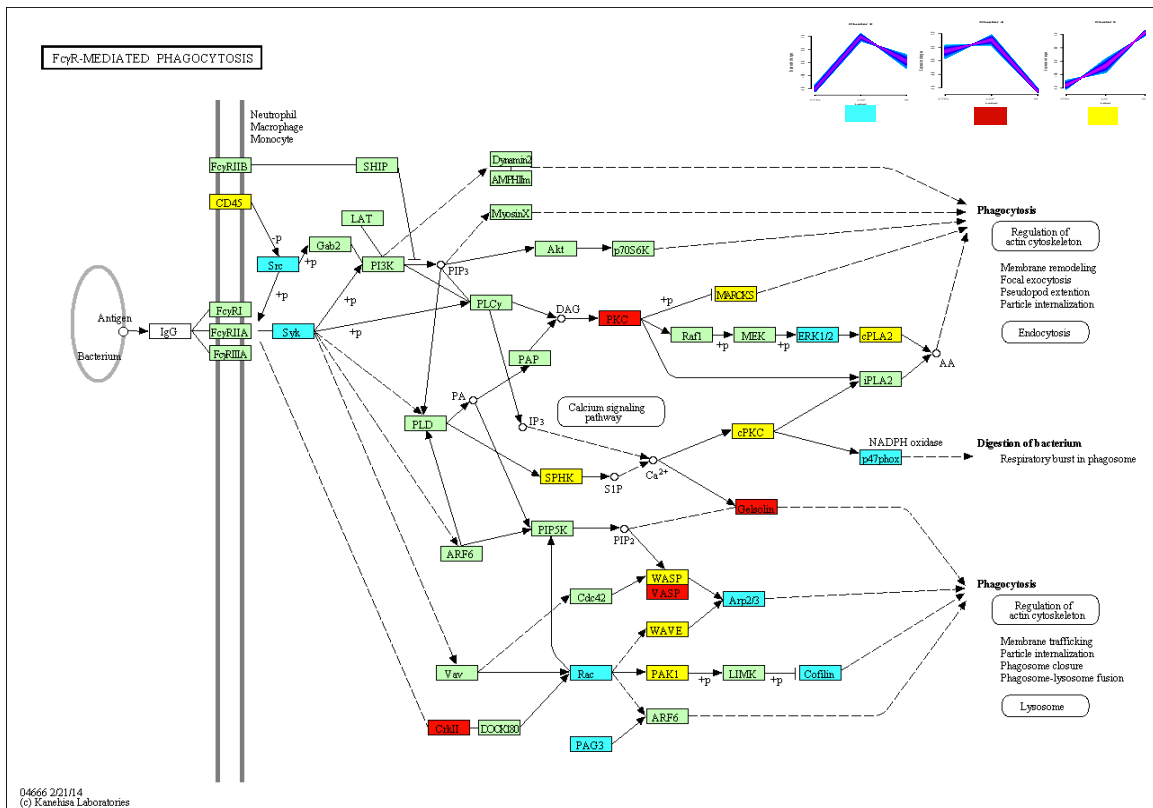 FcγR-MEDIATED PHAGOCYTOSIS
Neutrophil
Macrophage
Monocyte
FcγRIIB
SHIP
Dynamin2
AMPHIIm
CD45
LAT
MyosinX
Phagocytosis
Regulation of
actin cytoskeleton
-p
Gab2
Akt
p70S6K
Src
+p
PI3K
PIP3
Membrane remodeling
Focal exocytosis
Pseudopod extention
Particle internalization
+p
+p
PLCγ
DAG
+p
MARCKS
Antigen
FcγRI
IgG
FcγRIIA
Syk
+p
PKC
Raf1
+p
MEK
+p
ERK1/2
cPLA2
Endocytosis
Bacterium
FcγRIIIA
PAP
AA
iPLA2
PA
Calcium signaling
pathway
PLD
IP3
cPKC
NADPH oxidase
p47phox
Digestion of bacterium
Respiratory burst in phagosome
SPHK
S1P
Ca2+
Gelsolin
PIP5K
PIP2
ARF6
WASP
VASP
Cdc42
Arp2/3
Phagocytosis
Regulation of
actin cytoskeleton
WAVE
Membrane trafficking
Particle internalization
Phagosome closure
Phagosome-lysosome fusion
Vav
Rac
PAK1
+p
LIMK
+p
Cofilin
Lysosome
CrkII
DOCK180
ARF6
PAG3
04666 2/21/14
(c) Kanehisa Laboratories